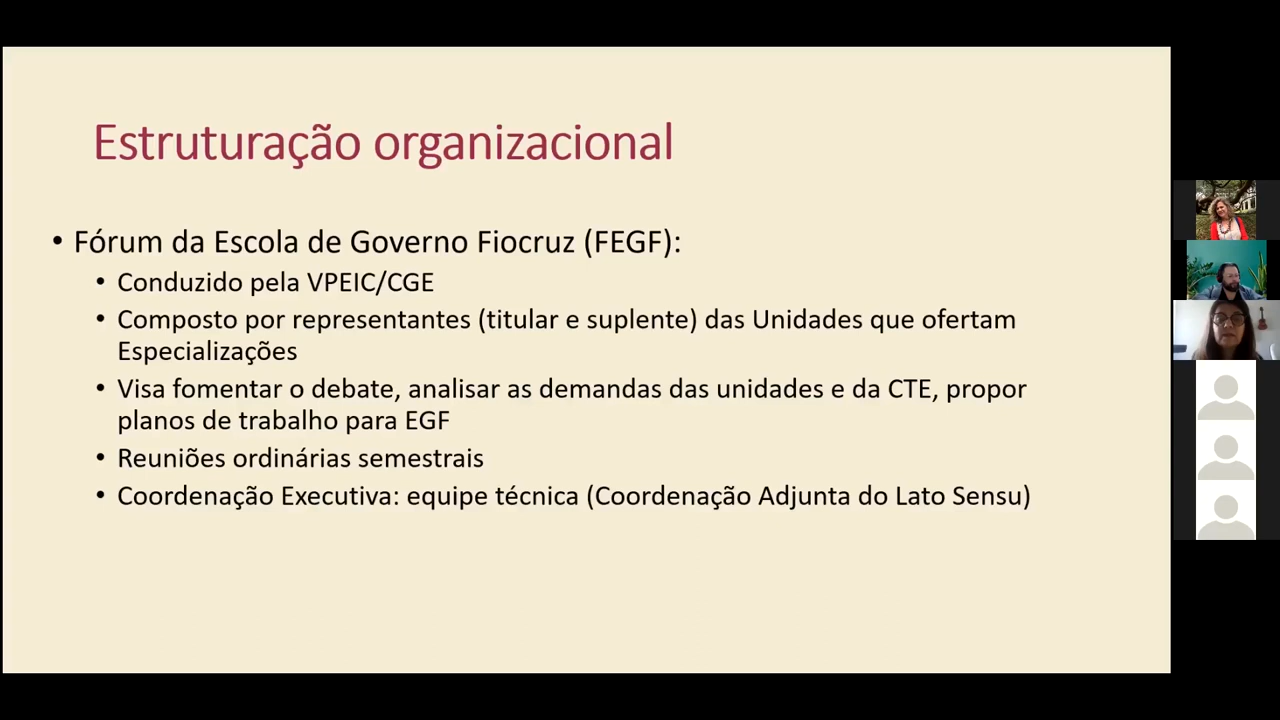 Estruturação organizacional
• Fórum da Escola de Governo Fiocruz (FEGF):
• Conduzido pela VPEIC/CGE
• Composto por representantes (titular e suplente) das Unidades que ofertam
Especializações
• Visa fomentar o debate, analisar as demandas das unidades e da CTE, propor
planos de trabalho para EGF
• Reuniões ordinárias semestrais
• Coordenação Executiva: equipe técnica (Coordenação Adjunta do Lato Sensu)